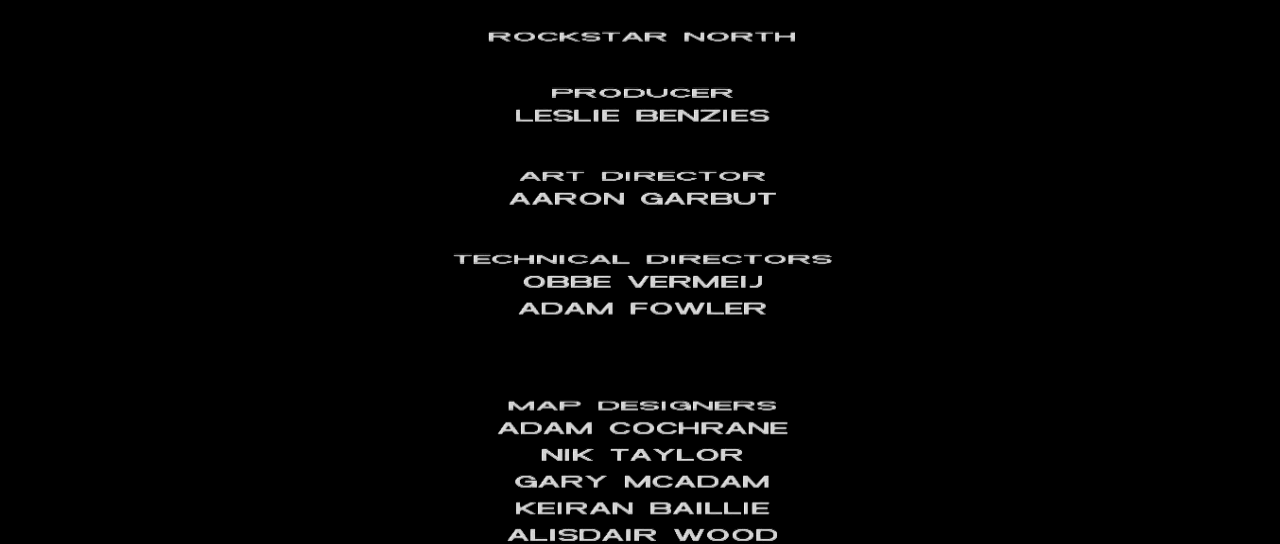 ROCKSTAR NORTH
PRODUCER
LESLIE BENZIES
ART DIRECTOR
AARON GARBUT
TECHNICAL DIRECTORS
OBBE VERMEIJ
ADAM FOWLER
MAP DESIGNERS
ADAM COCHRANE
NIK TAYLOR
GARY MCADAM
KEIRAN BAILLIE
ALISDAIR WOOD